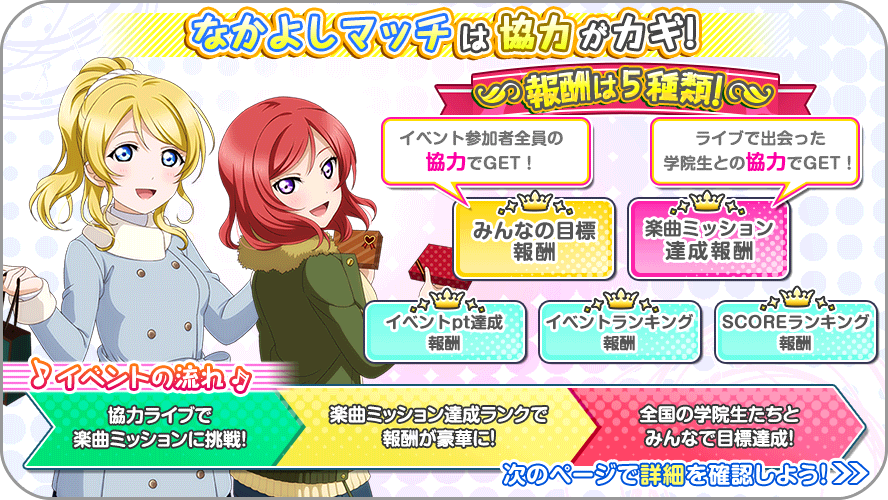 なかよしマッチは協力がカギ!
報酬は5種類!
イベント参加者全員の
協力でGET!
ライブで出会った
学院生との協力でGET!
みんなの目標
報酬
楽曲ミッション
達成報酬
イベントpt達成
報酬
イベントランキング
報酬
SCOREランキング
報酬
♪イベントの流れ♫
協力ライブで
楽曲ミッションに挑戦!
楽曲ミッション達成ランクで
報酬が豪華に!
全国の学院生たちと
みんなで目標達成!
次のページで詳細を確認しよう!>>